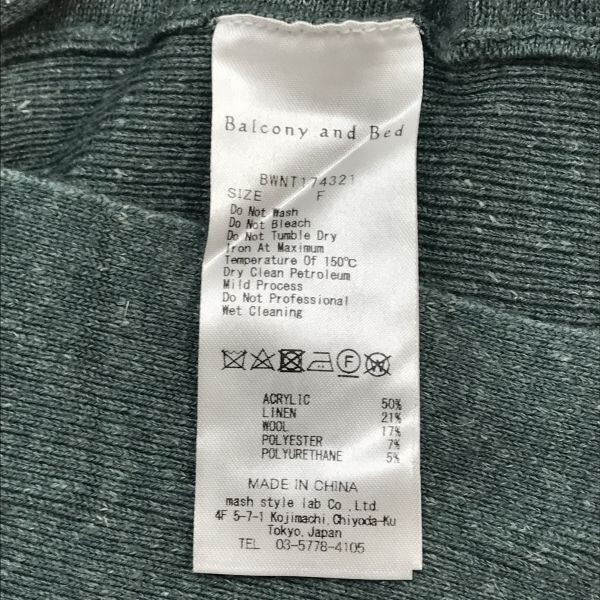 Balcony and Bed
BWNT174321
SIZE F
Do Not Wash
Do Not Bleach
Do Not Tumble Dry
Iron At Maximum
Temperature Of 150℃
Dry Clean Petroleum
Mild Process
Do Not Professional
Wet Cleaning
F W
ACRYLIC 50%
LINEN 21%
WOOL 17%
POLYESTER 7%
POLYURETHANE 5%
MADE IN CHINA
mash style lab Co.,Ltd.
4F 5-7-1 Kojimachi,Chiyoda-Ku
Tokyo,Japan
TEL 03-5778-4105